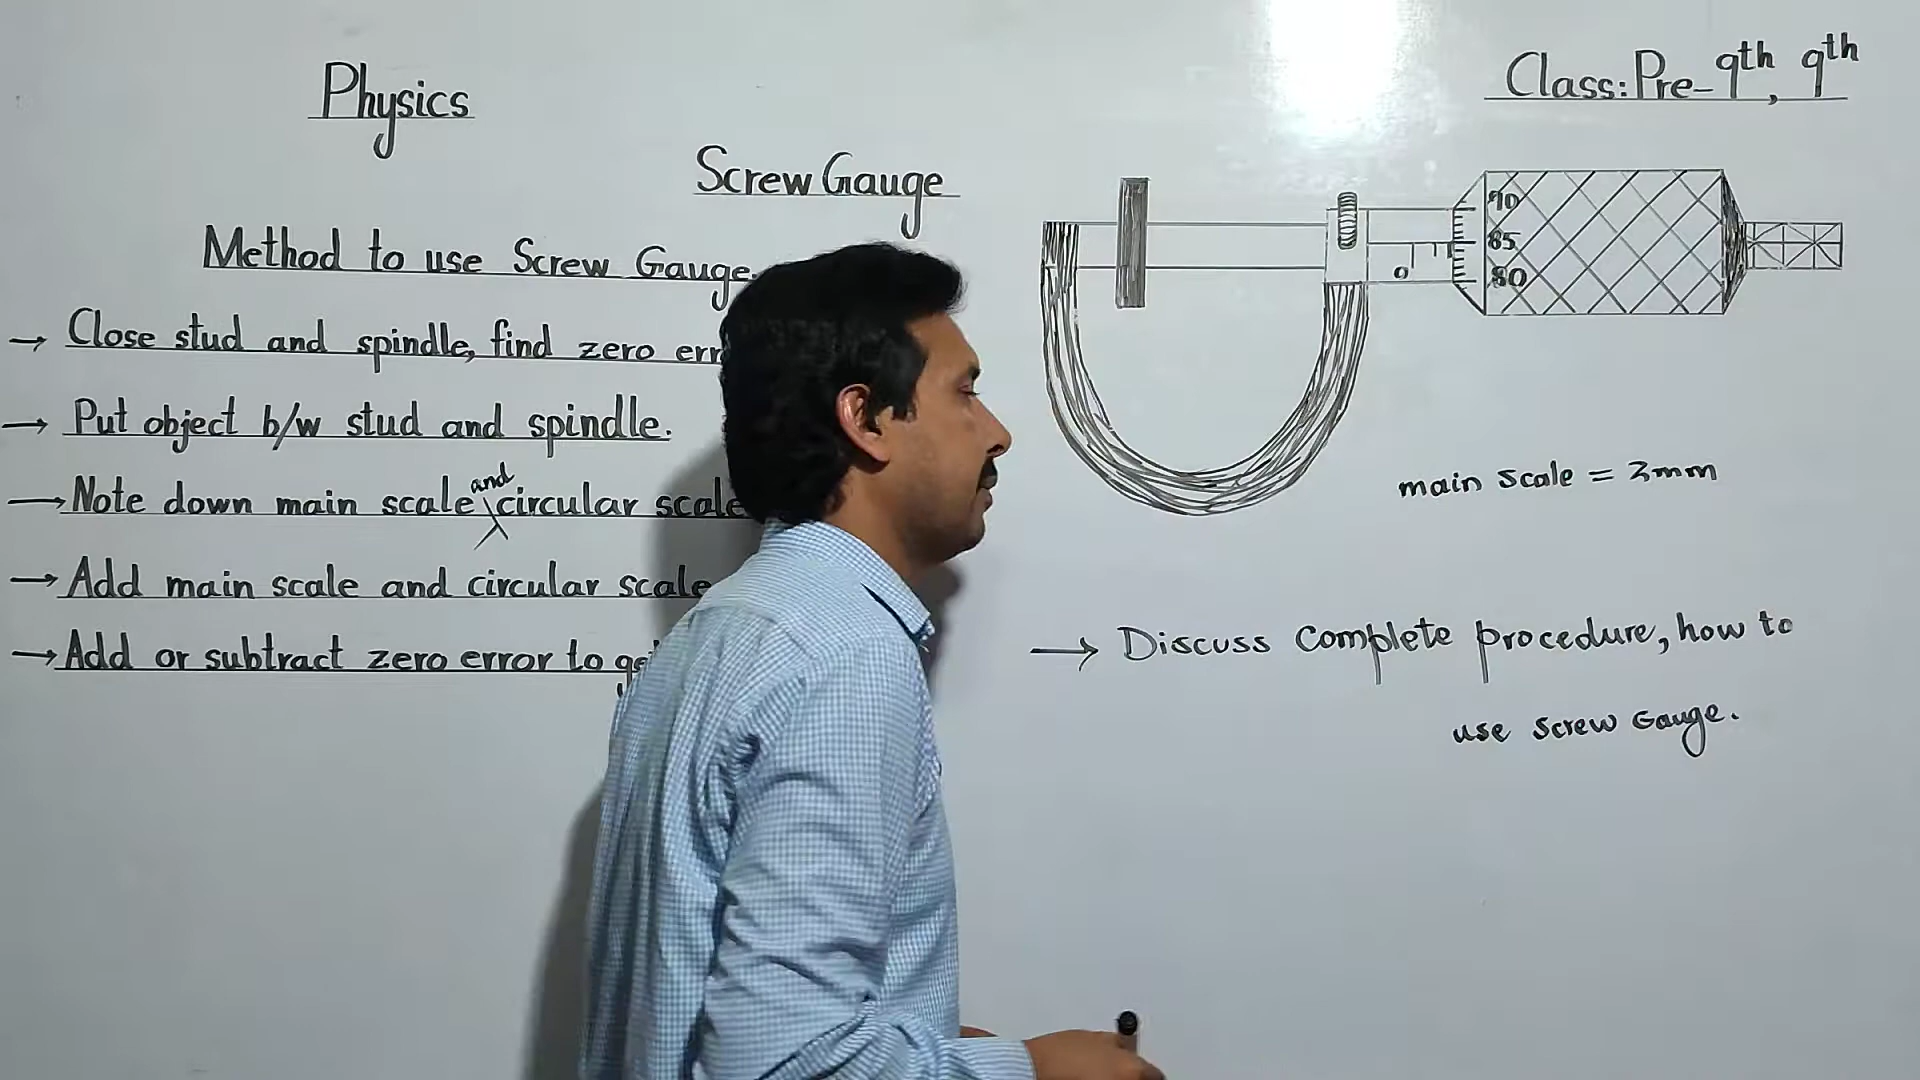 Physics
Class: Pre-9th, 9th
Screw Gauge
Method to use Screw Gauge.
→ Close stud and spindle, find zero
→ Put object b/w stud and spindle.
→ Note down main scale and circular scale
→ Add main scale and circular scale
→ Add or subtract zero error to
90
85
80
0
main scale = 3mm
→ Discuss complete procedure, how to
use screw Gauge.